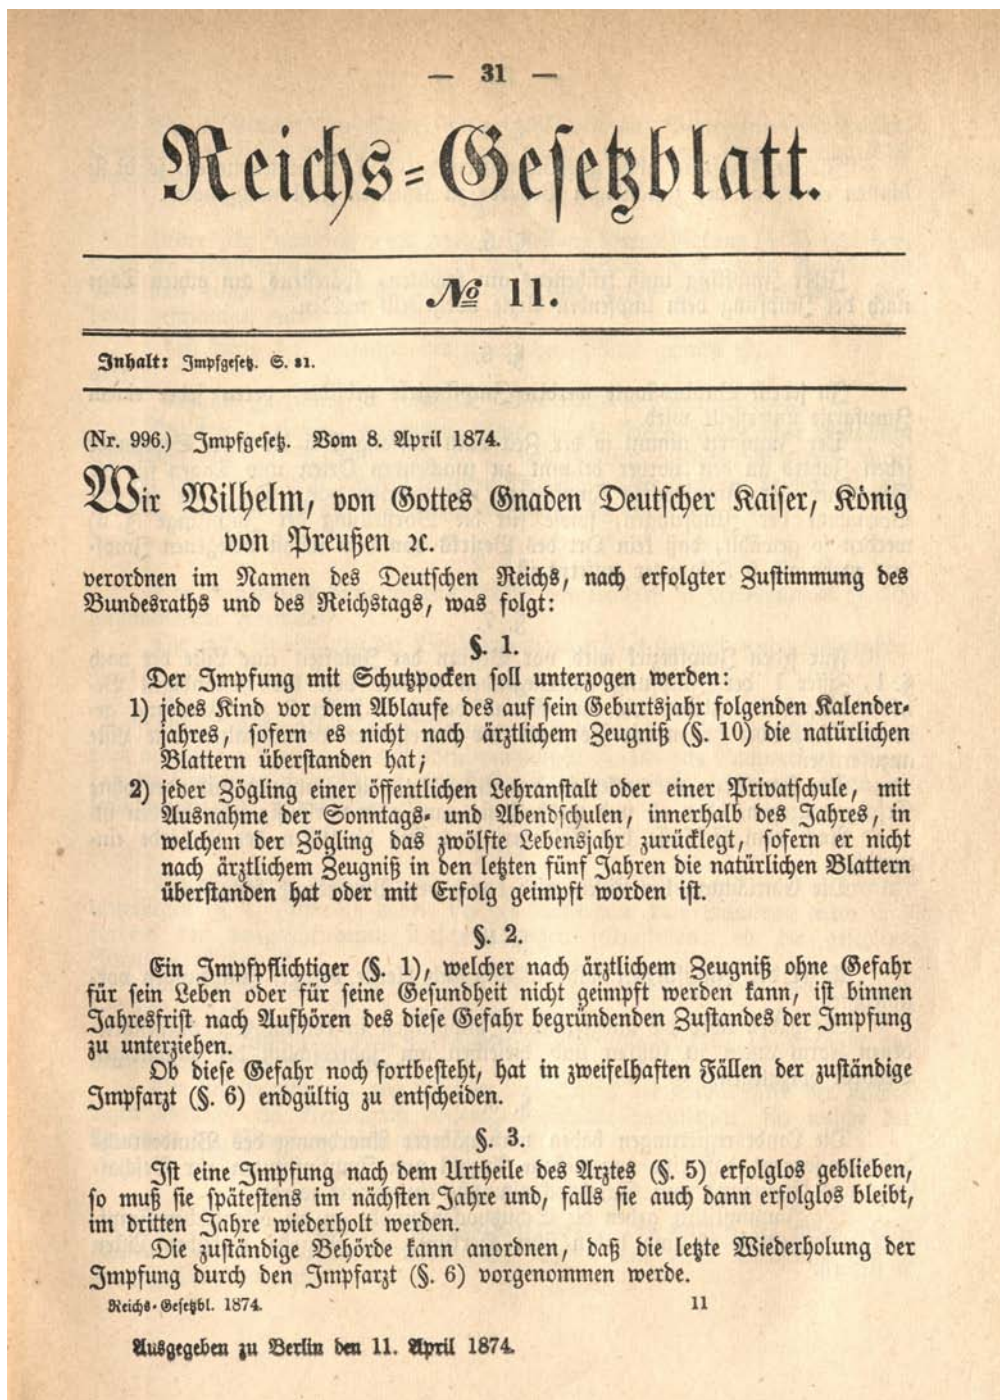 — 31 —
Reichs-Gesetzblatt.
№ 11.
Inhalt: Impfgesetz. S. 31.
(Nr. 996.) Impfgesetz. Vom 8. April 1874.
Wir Wilhelm, von Gottes Gnaden Deutscher Kaiser, König
von Preußen ꝛc.
verordnen im Namen des Deutschen Reichs, nach erfolgter Zustimmung des
Bundesraths und des Reichstags, was folgt:
§. 1.
Der Impfung mit Schutzpocken soll unterzogen werden:
1) jedes Kind vor dem Ablaufe des auf sein Geburtsjahr folgenden Kalender-
jahres, sofern es nicht nach ärztlichem Zeugniß (§. 10) die natürlichen
Blattern überstanden hat;
2) jeder Zögling einer öffentlichen Lehranstalt oder einer Privatschule, mit
Ausnahme der Sonntags- und Abendschulen, innerhalb des Jahres, in
welchem der Zögling das zwölfte Lebensjahr zurücklegt, sofern er nicht
nach ärztlichem Zeugniß in den letzten fünf Jahren die natürlichen Blattern
überstanden hat oder mit Erfolg geimpft worden ist.
§. 2.
Ein Impfpflichtiger (§. 1), welcher nach ärztlichem Zeugniß ohne Gefahr
für sein Leben oder für seine Gesundheit nicht geimpft werden kann, ist binnen
Jahresfrist nach Aufhören des diese Gefahr begründenden Zustandes der Impfung
zu unterziehen.
Ob diese Gefahr noch fortbesteht, hat in zweifelhaften Fällen der zuständige
Impfarzt (§. 6) endgültig zu entscheiden.
§. 3.
Ist eine Impfung nach dem Urtheile des Arztes (§. 5) erfolglos geblieben,
so muß sie spätestens im nächsten Jahre und, falls sie auch dann erfolglos bleibt,
im dritten Jahre wiederholt werden.
Die zuständige Behörde kann anordnen, daß die letzte Wiederholung der
Impfung durch den Impfarzt (§. 6) vorgenommen werde.
Reichs-Gesetzbl. 1874. 11
Ausgegeben zu Berlin den 11. April 1874.